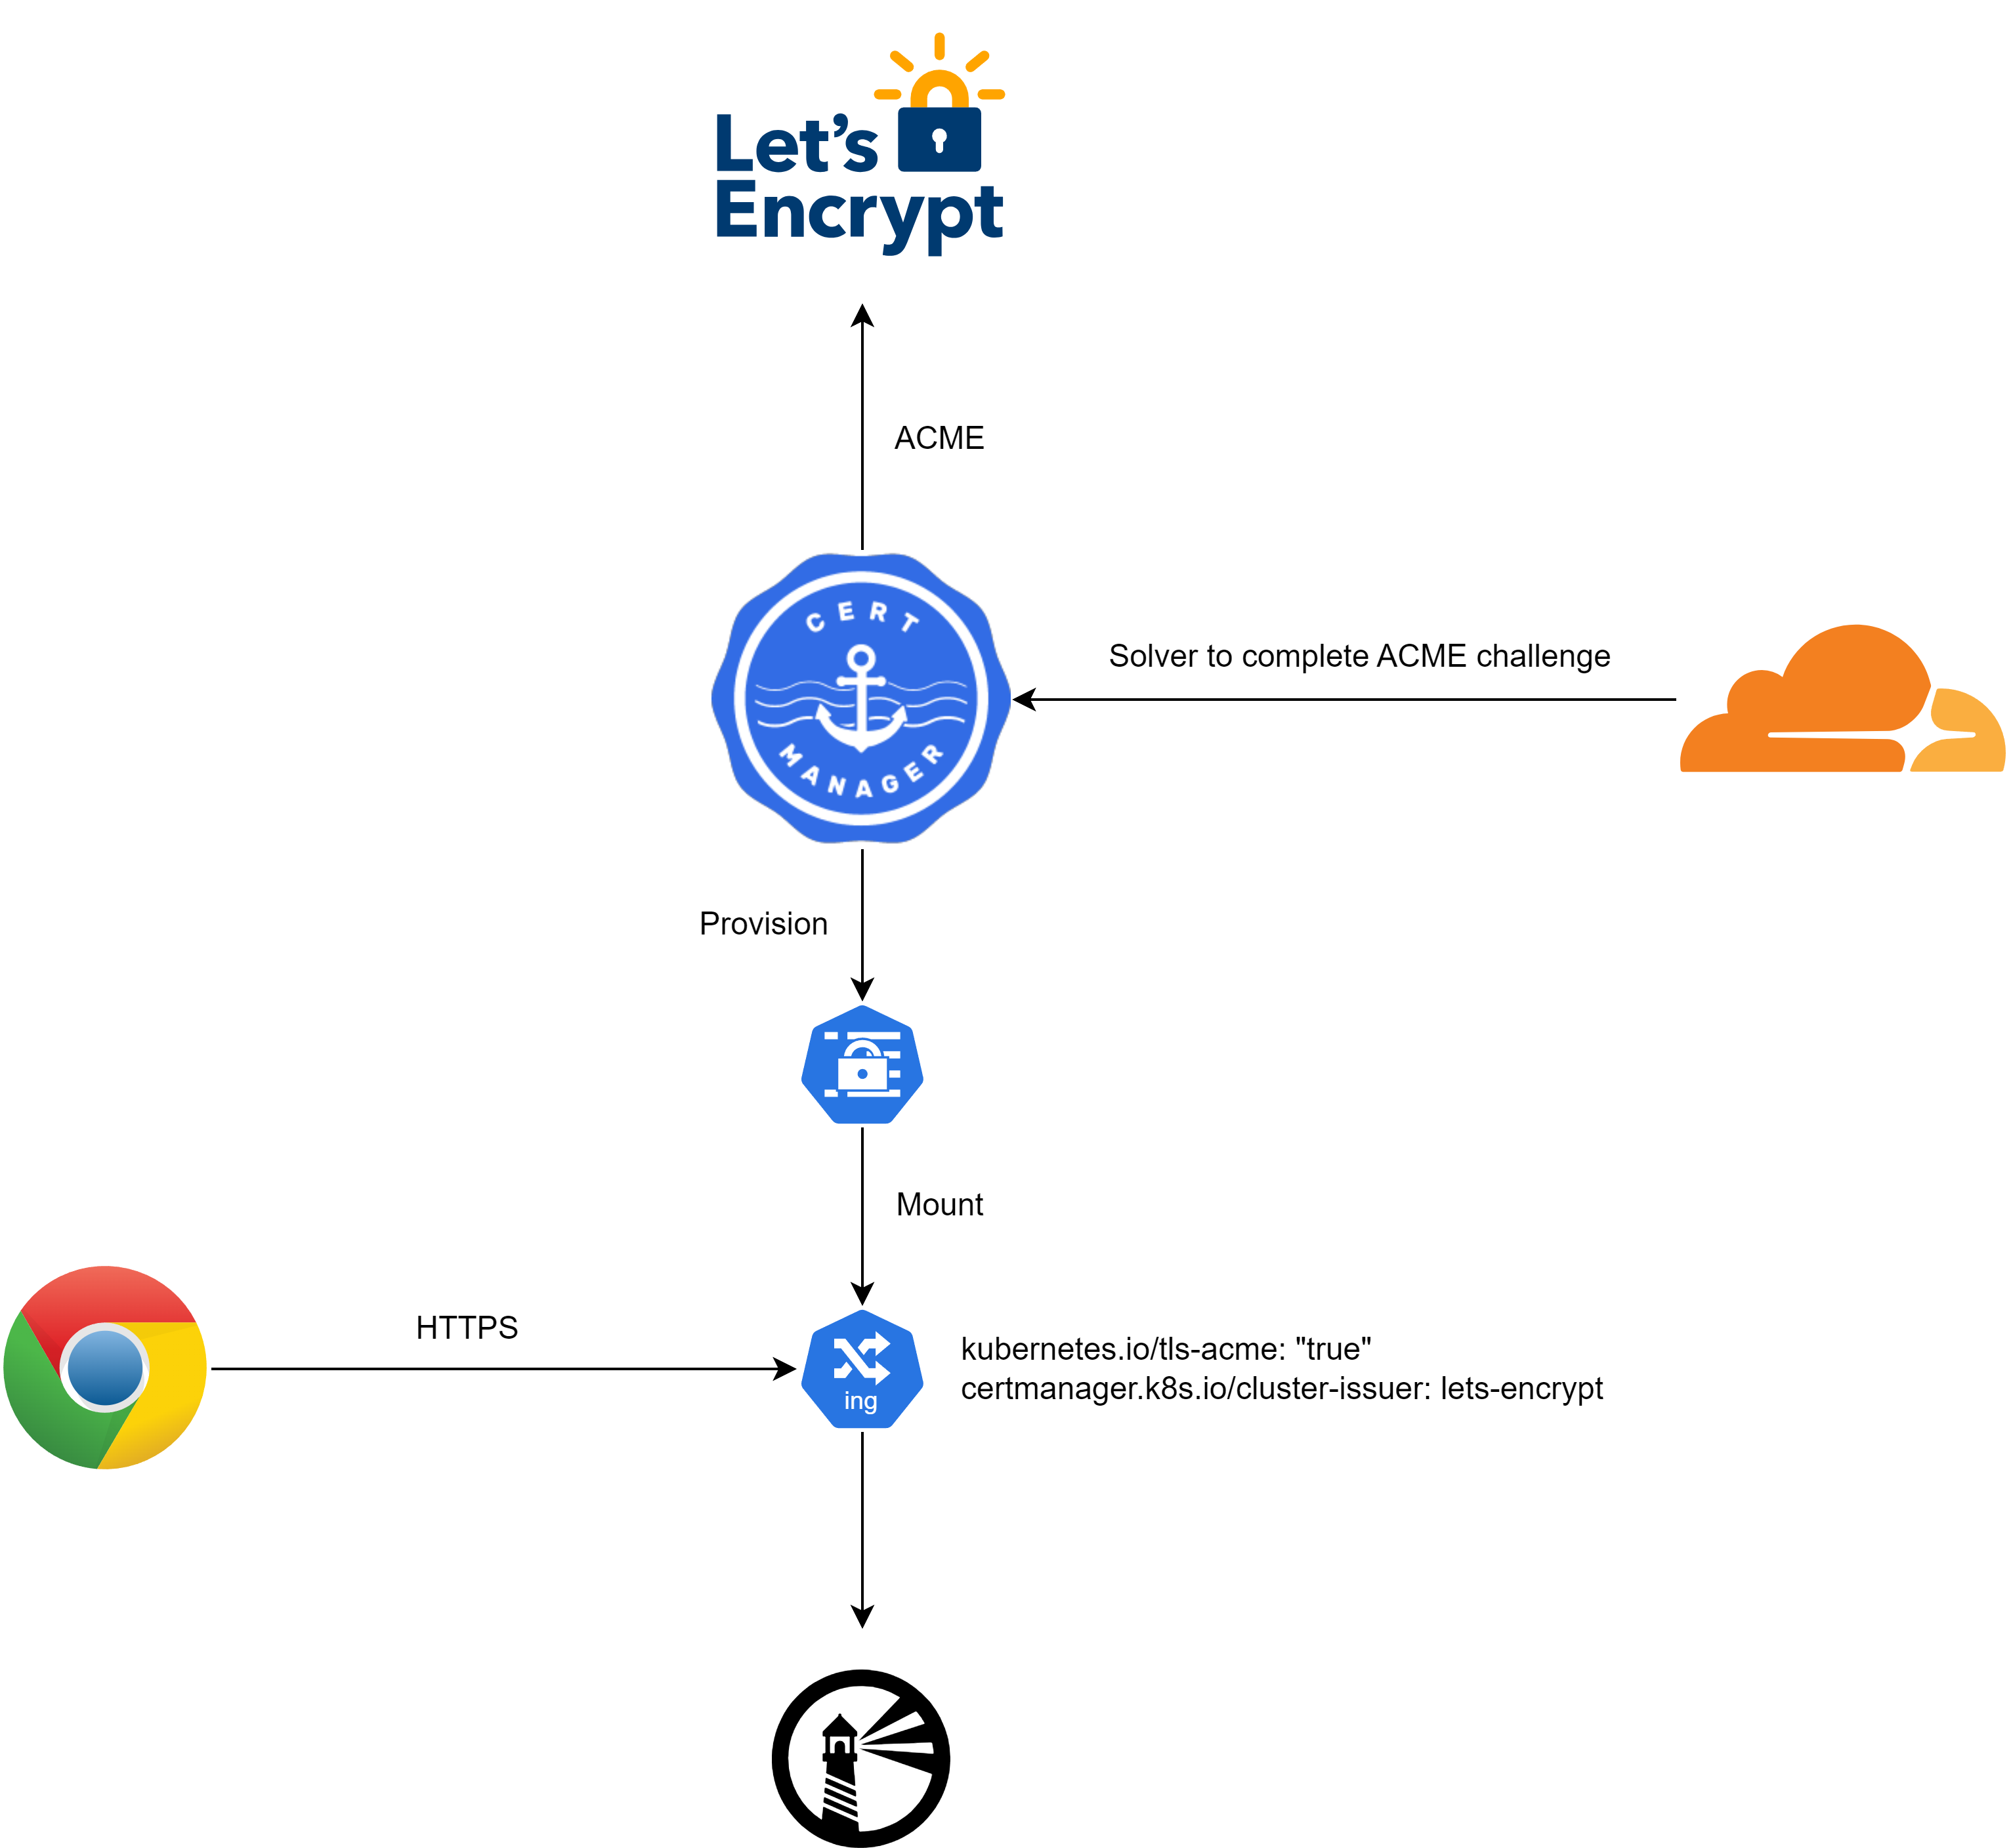 Let's
Encrypt
ACME
CERT
MANAGER
Solver to complete ACME challenge
Provision
Mount
HTTPS
ing
kubernetes.io/tls-acme: "true"
certmanager.k8s.io/cluster-issuer: lets-encrypt